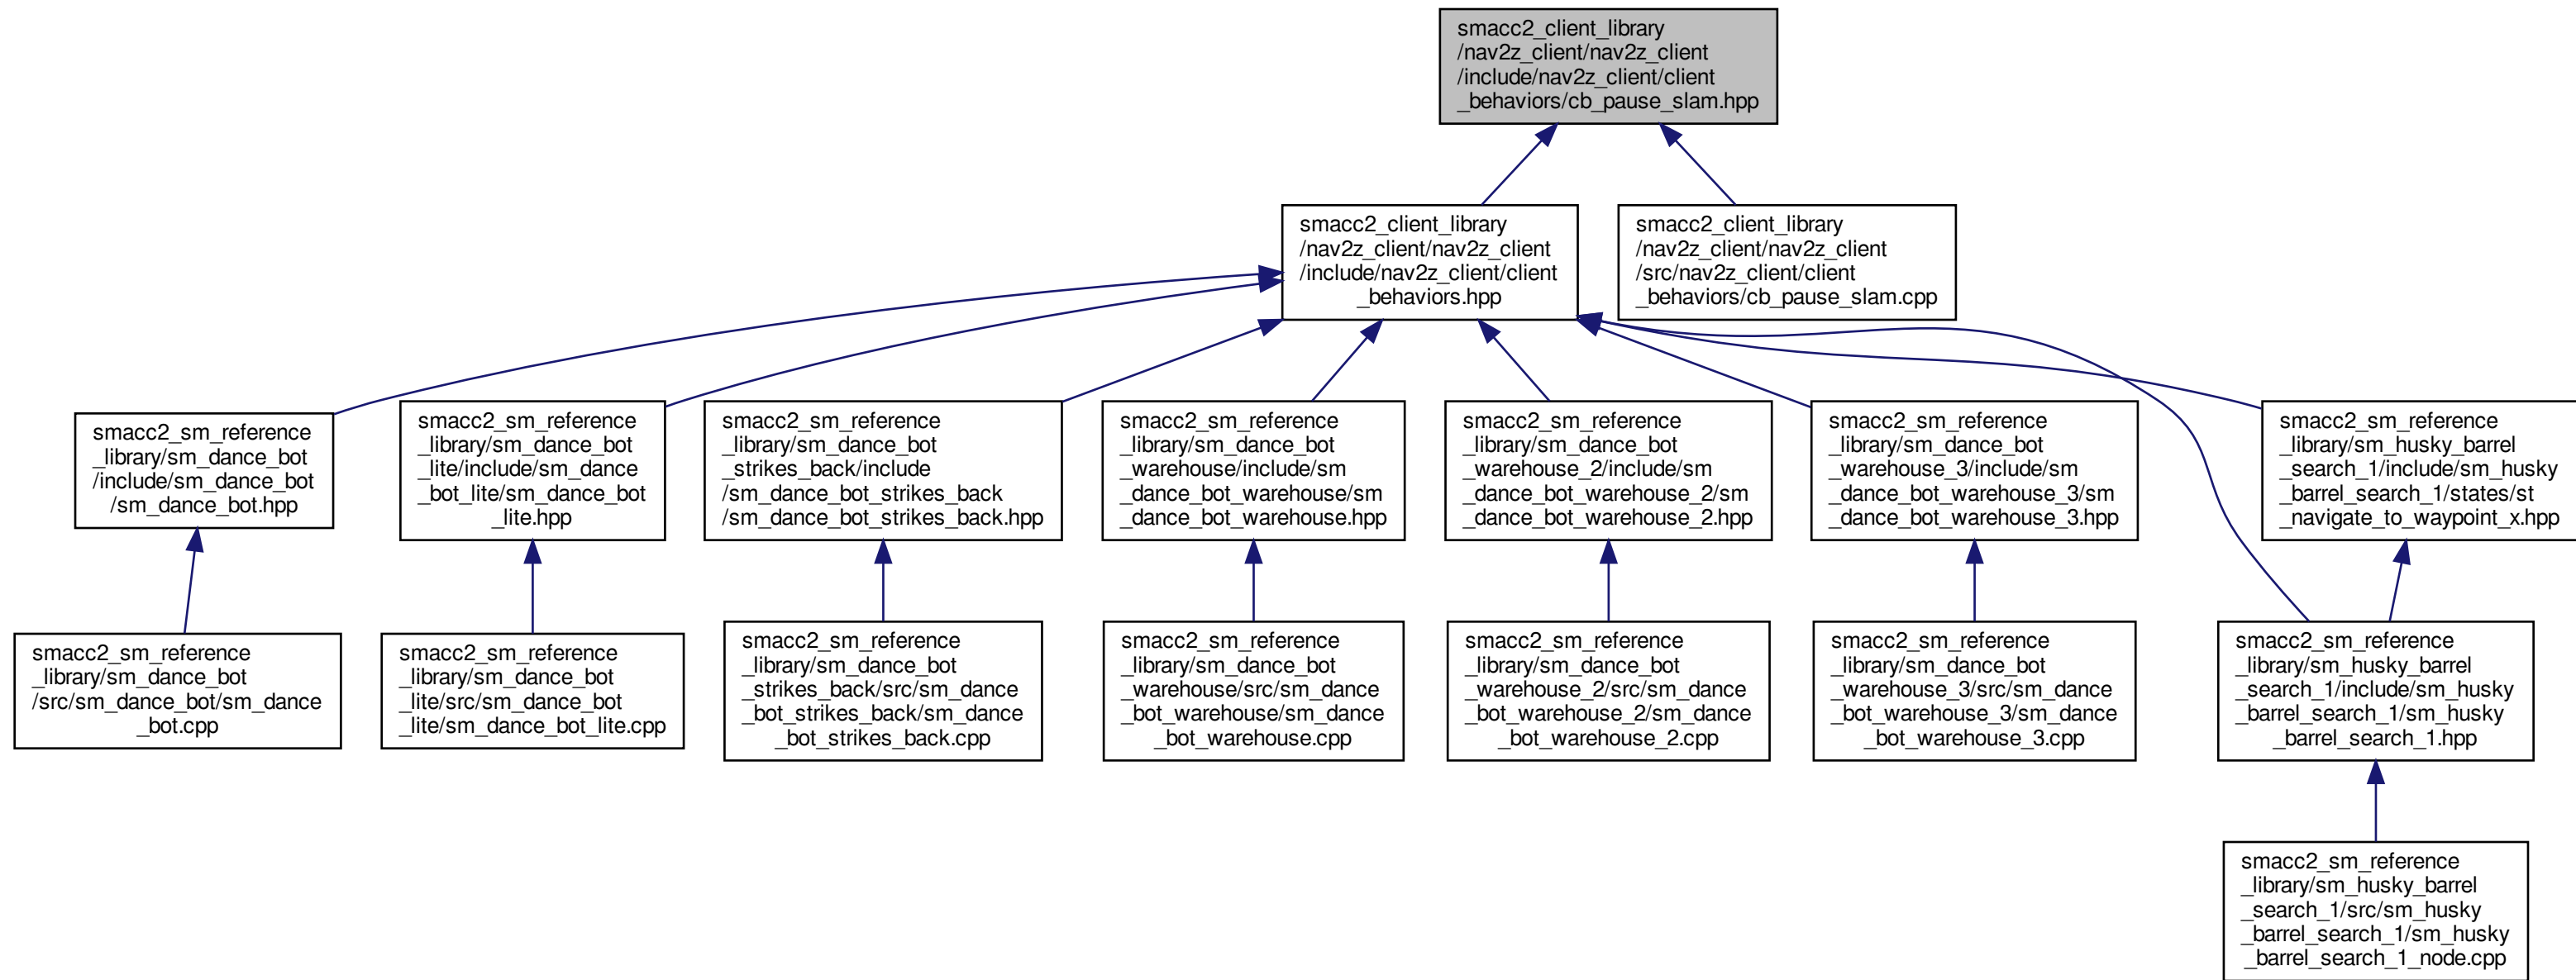 smacc2_client_library
/nav2z_client/nav2z_client
/include/nav2z_client/client
_behaviors/cb_pause_slam.hpp
smacc2_client_library
/nav2z_client/nav2z_client
/include/nav2z_client/client
_behaviors.hpp
smacc2_client_library
/nav2z_client/nav2z_client
/src/nav2z_client/client
_behaviors/cb_pause_slam.cpp
smacc2_sm_reference
_library/sm_dance_bot
/include/sm_dance_bot
/sm_dance_bot.hpp
smacc2_sm_reference
_library/sm_dance_bot
_lite/include/sm_dance
_bot_lite/sm_dance_bot
_lite.hpp
smacc2_sm_reference
_library/sm_dance_bot
_strikes_back/include
/sm_dance_bot_strikes_back
/sm_dance_bot_strikes_back.hpp
smacc2_sm_reference
_library/sm_dance_bot
_warehouse/include/sm
_dance_bot_warehouse/sm
_dance_bot_warehouse.hpp
smacc2_sm_reference
_library/sm_dance_bot
_warehouse_2/include/sm
_dance_bot_warehouse_2/sm
_dance_bot_warehouse_2.hpp
smacc2_sm_reference
_library/sm_dance_bot
_warehouse_3/include/sm
_dance_bot_warehouse_3/sm
_dance_bot_warehouse_3.hpp
smacc2_sm_reference
_library/sm_husky_barrel
_search_1/include/sm_husky
_barrel_search_1/states/st
_navigate_to_waypoint_x.hpp
smacc2_sm_reference
_library/sm_dance_bot
/src/sm_dance_bot/sm_dance
_bot.cpp
smacc2_sm_reference
_library/sm_dance_bot
_lite/src/sm_dance_bot
_lite/sm_dance_bot_lite.cpp
smacc2_sm_reference
_library/sm_dance_bot
_strikes_back/src/sm_dance
_bot_strikes_back/sm_dance
_bot_strikes_back.cpp
smacc2_sm_reference
_library/sm_dance_bot
_warehouse/src/sm_dance
_bot_warehouse/sm_dance
_bot_warehouse.cpp
smacc2_sm_reference
_library/sm_dance_bot
_warehouse_2/src/sm_dance
_bot_warehouse_2/sm_dance
_bot_warehouse_2.cpp
smacc2_sm_reference
_library/sm_dance_bot
_warehouse_3/src/sm_dance
_bot_warehouse_3/sm_dance
_bot_warehouse_3.cpp
smacc2_sm_reference
_library/sm_husky_barrel
_search_1/include/sm_husky
_barrel_search_1/sm_husky
_barrel_search_1.hpp
smacc2_sm_reference
_library/sm_husky_barrel
_search_1/src/sm_husky
_barrel_search_1/sm_husky
_barrel_search_1_node.cpp